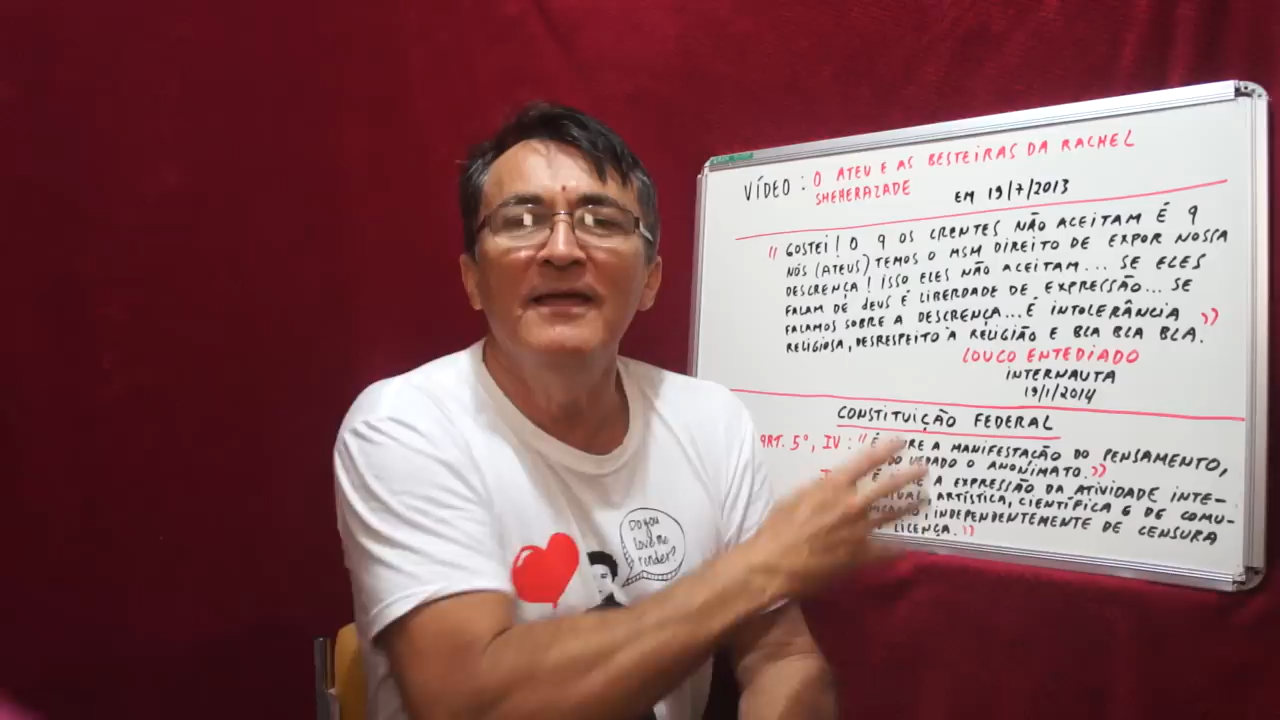 VÍDEO : O ATEU E AS BESTEIRAS DA RACHEL
SHEHERAZADE
EM 19/7/2013
"GOSTEI! O Q OS CRENTES NÃO ACEITAM É Q
NÓS (ATEUS) TEMOS O MSM DIREITO DE EXPOR NOSSA
DESCRENÇA! ISSO ELES NÃO ACEITAM... SE ELES
FALAM DE DEUS É LIBERDADE DE EXPRESSÃO... SE
FALAMOS SOBRE A DESCRENÇA... É INTOLERÂNCIA
RELIGIOSA, DESRESPEITO À RELIGIÃO E BLA BLA BLA."
LOUCO ENTEDIADO
INTERNAUTA
19/1/2014
CONSTITUIÇÃO FEDERAL
ART. 5º, IV : "É A MANIFESTAÇÃO DO PENSAMENTO,
VEDADO O ANONIMATO."
É A EXPRESSÃO DA ATIVIDADE INTE-
, ARTÍSTICA, CIENTÍFICA E DE COMU-
, INDEPENDENTEMENTE DE CENSURA
LICENÇA."
Do you
love me
tender?